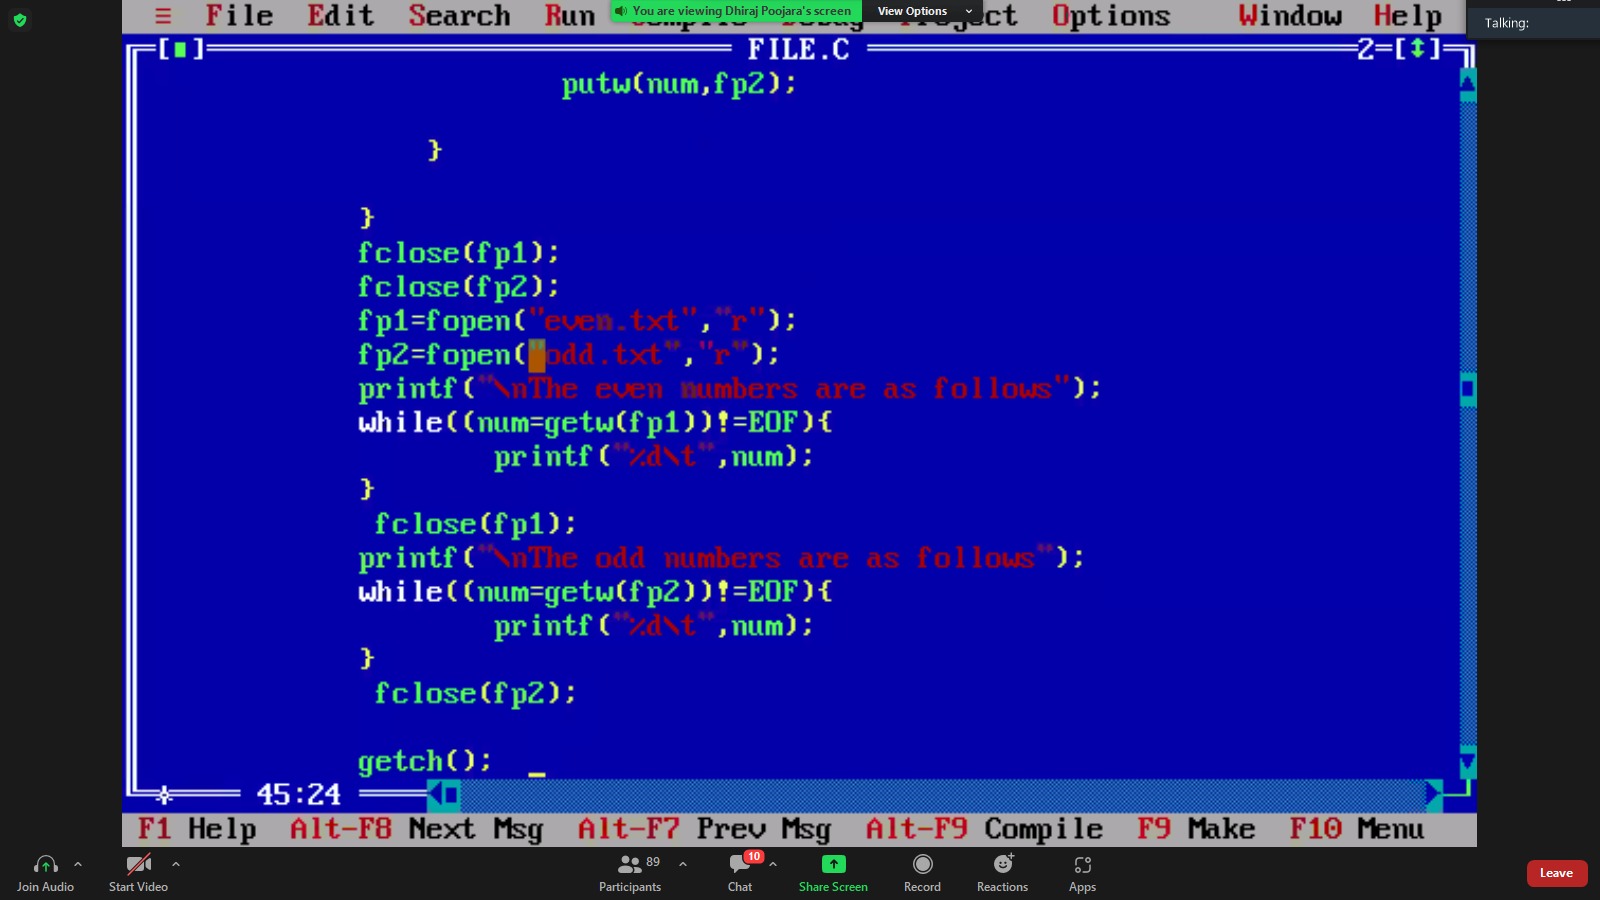 ≡ File Edit Search Run Compile Debug Project Options Window Help
You are viewing Dhiraj Poojara's screen View Options
Talking:
[■] FILE.C 2=[↕]
putw(num,fp2);
}
}
fclose(fp1);
fclose(fp2);
fp1=fopen("even.txt","r");
fp2=fopen("odd.txt","r");
printf("\nThe even numbers are as follows");
while((num=getw(fp1))!=EOF){
printf("%d\t",num);
}
fclose(fp1);
printf("\nThe odd numbers are as follows");
while((num=getw(fp2))!=EOF){
printf("%d\t",num);
}
fclose(fp2);
getch();
45:24
F1 Help Alt-F8 Next Msg Alt-F7 Prev Msg Alt-F9 Compile F9 Make F10 Menu
Join Audio Start Video Participants 89 Chat 10 Share Screen Record Reactions Apps Leave